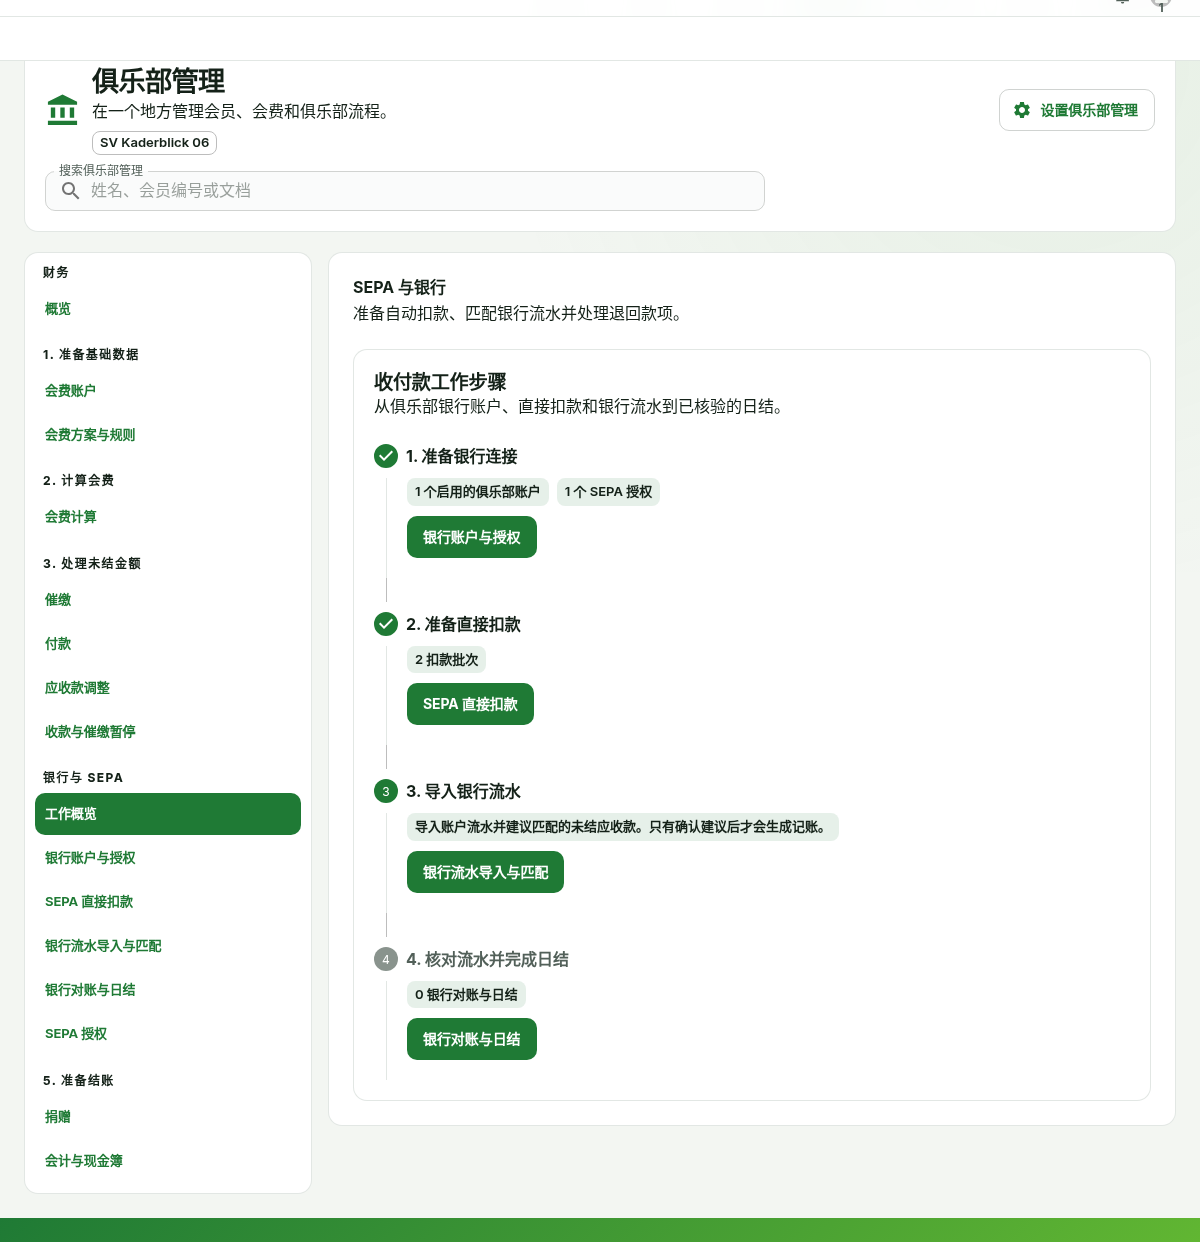 俱乐部管理
在一个地方管理会员、会费和俱乐部流程。
SV Kaderblick 06
设置俱乐部管理
搜索俱乐部管理
姓名、会员编号或文档
财务
概览
1. 准备基础数据
会费账户
会费方案与规则
2. 计算会费
会费计算
3. 处理未结金额
催缴
付款
应收款调整
收款与催缴暂停
银行与 SEPA
工作概览
银行账户与授权
SEPA 直接扣款
银行流水导入与匹配
银行对账与日结
SEPA 授权
5. 准备结账
捐赠
会计与现金簿
SEPA 与银行
准备自动扣款、匹配银行流水并处理退回款项。
收付款工作步骤
从俱乐部银行账户、直接扣款和银行流水到已核验的日结。
1. 准备银行连接
1 个启用的俱乐部账户
1 个 SEPA 授权
银行账户与授权
2. 准备直接扣款
2 扣款批次
SEPA 直接扣款
3
3. 导入银行流水
导入账户流水并建议匹配的未结应收款。只有确认建议后才会生成记账。
银行流水导入与匹配
4
4. 核对流水并完成日结
0 银行对账与日结
银行对账与日结